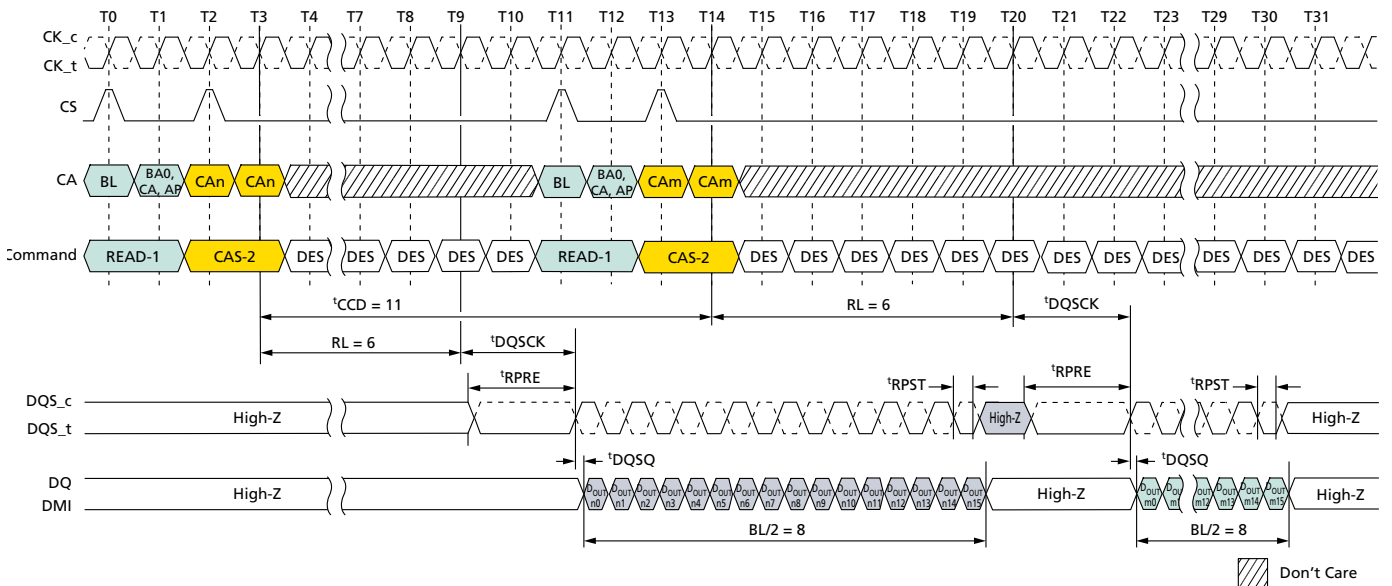 T0 T1 T2 T3 T4 T7 T8 T9 T10 T11 T12 T13 T14 T15 T16 T17 T18 T19 T20 T21 T22 T23 T29 T30 T31
CK_c
CK_t
CS
CA BL BA0, CA, AP CAn CAn BL BA0, CA, AP CAm CAm
Command READ-1 CAS-2 DES DES DES DES DES READ-1 CAS-2 DES DES DES DES DES DES DES DES DES DES DES DES
tCCD = 11 RL = 6 tDQSCK
RL = 6 tDQSCK
tRPRE tRPST tRPRE tRPST
DQS_c
DQS_t
High-Z High-Z High-Z
tDQSQ tDQSQ
DQ
DMI
High-Z DOUT n0 DOUT n1 DOUT n2 DOUT n3 DOUT n4 DOUT n5 DOUT n6 DOUT n7 DOUT n8 DOUT n9 DOUT n10 DOUT n11 DOUT n12 DOUT n13 DOUT n14 DOUT n15 High-Z DOUT m0 DOUT m12 DOUT m13 DOUT m14 DOUT m15 High-Z
BL/2 = 8 BL/2 = 8
Don't Care